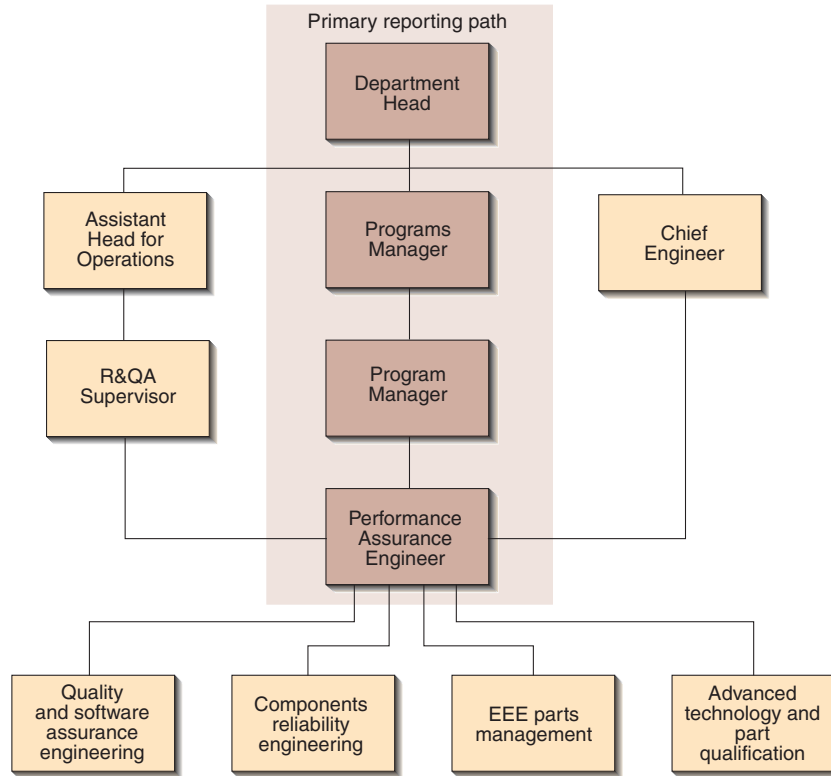 Primary reporting path
Department
Head
Assistant
Head for
Operations
Programs
Manager
Chief
Engineer
R&QA
Supervisor
Program
Manager
Performance
Assurance
Engineer
Quality
and software
assurance
engineering
Components
reliability
engineering
EEE parts
management
Advanced
technology and
part
qualification